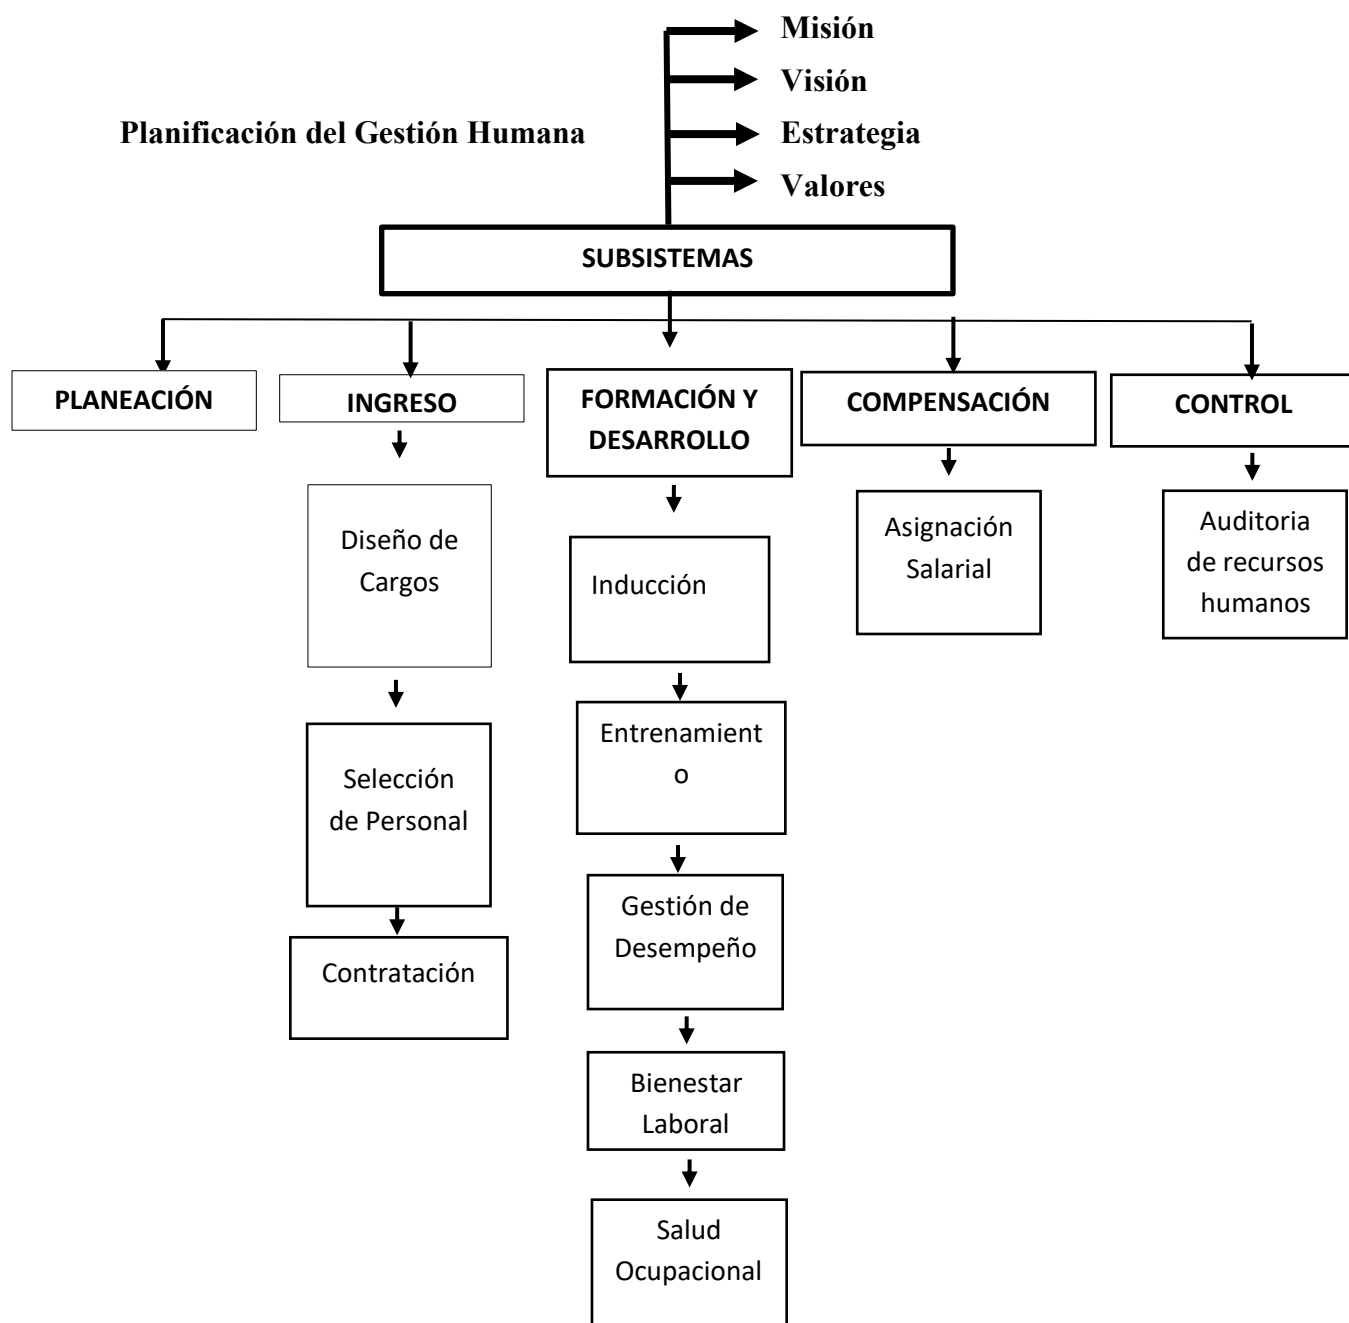 Misión
Visión
Planificación del Gestión Humana
Estrategia
Valores
SUBSISTEMAS
PLANEACIÓN
INGRESO
FORMACIÓN Y
DESARROLLO
COMPENSACIÓN
CONTROL
Diseño de
Cargos
Selección
de Personal
Contratación
Inducción
Entrenamient
o
Gestión de
Desempeño
Bienestar
Laboral
Salud
Ocupacional
Asignación
Salarial
Auditoria
de recursos
humanos